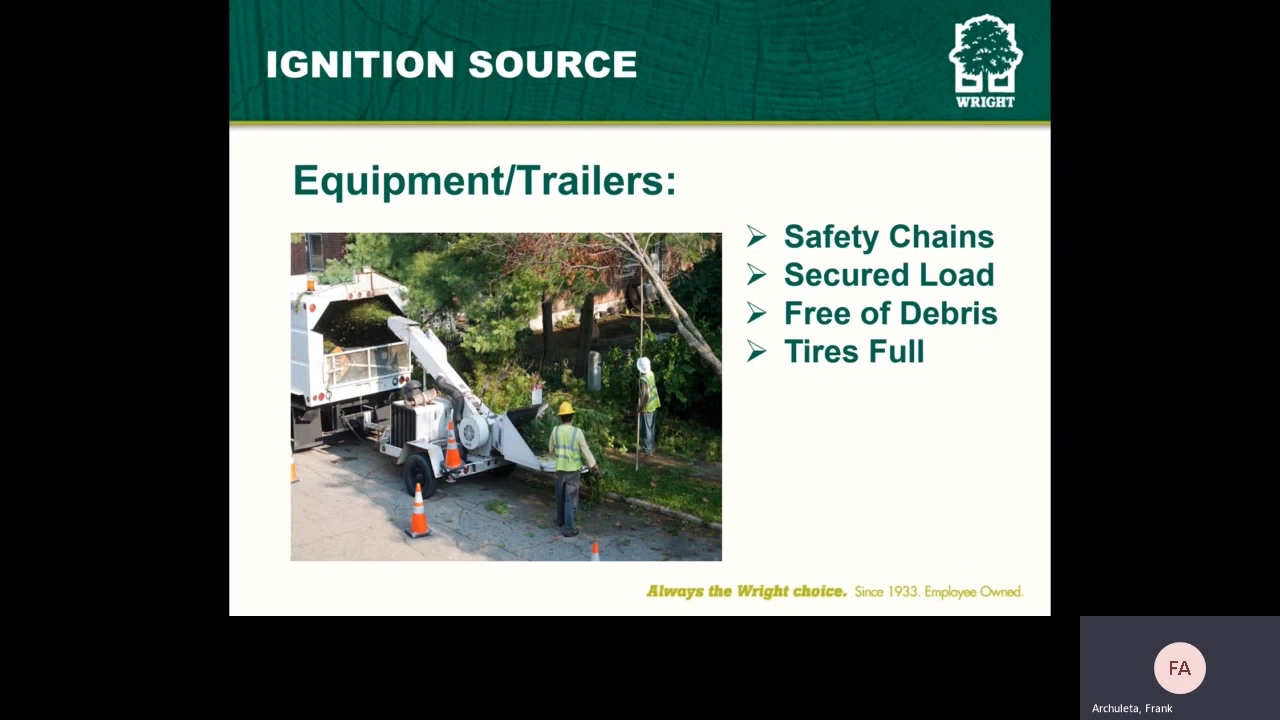 IGNITION SOURCE
WRIGHT
Equipment/Trailers:
Safety Chains
Secured Load
Free of Debris
Tires Full
Always the Wright choice. Since 1933. Employee Owned.
FA
Archuleta, Frank